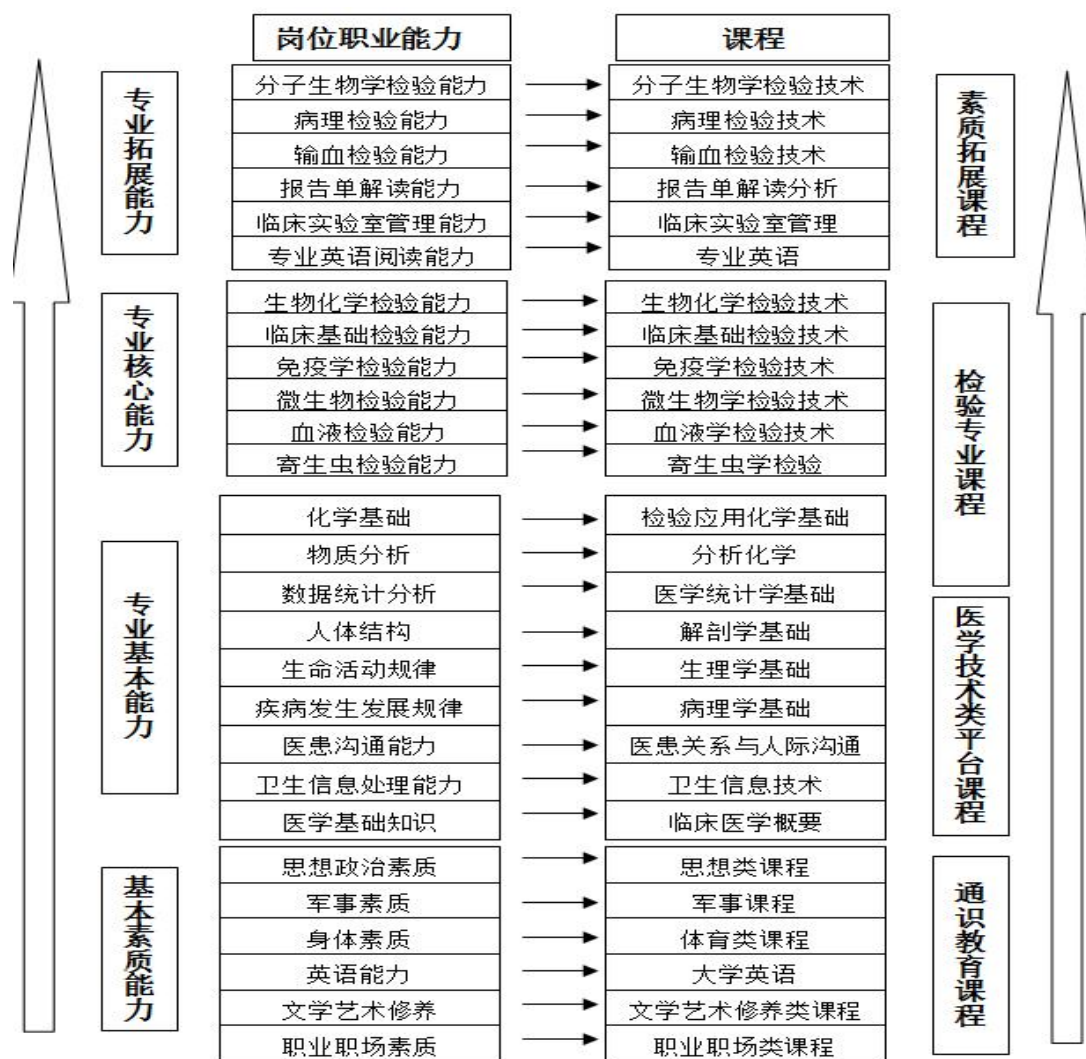 岗位职业能力
课程
专业拓展能力
分子生物学检验能力
分子生物学检验技术
病理检验能力
病理检验技术
输血检验能力
输血检验技术
报告单解读能力
报告单解读分析
临床实验室管理能力
临床实验室管理
专业英语阅读能力
专业英语
素质拓展课程
专业核心能力
生物化学检验能力
生物化学检验技术
临床基础检验能力
临床基础检验技术
免疫学检验能力
免疫学检验技术
微生物检验能力
微生物学检验技术
血液检验能力
血液学检验技术
寄生虫检验能力
寄生虫学检验
检验专业课程
专业基本能力
化学基础
检验应用化学基础
物质分析
分析化学
数据统计分析
医学统计学基础
人体结构
解剖学基础
生命活动规律
生理学基础
疾病发生发展规律
病理学基础
医患沟通能力
医患关系与人际沟通
卫生信息处理能力
卫生信息技术
医学基础知识
临床医学概要
医学技术类平台课程
基本素质能力
思想政治素质
思想类课程
军事素质
军事课程
身体素质
体育类课程
英语能力
大学英语
文学艺术修养
文学艺术修养类课程
职业职场素质
职业职场类课程
通识教育课程